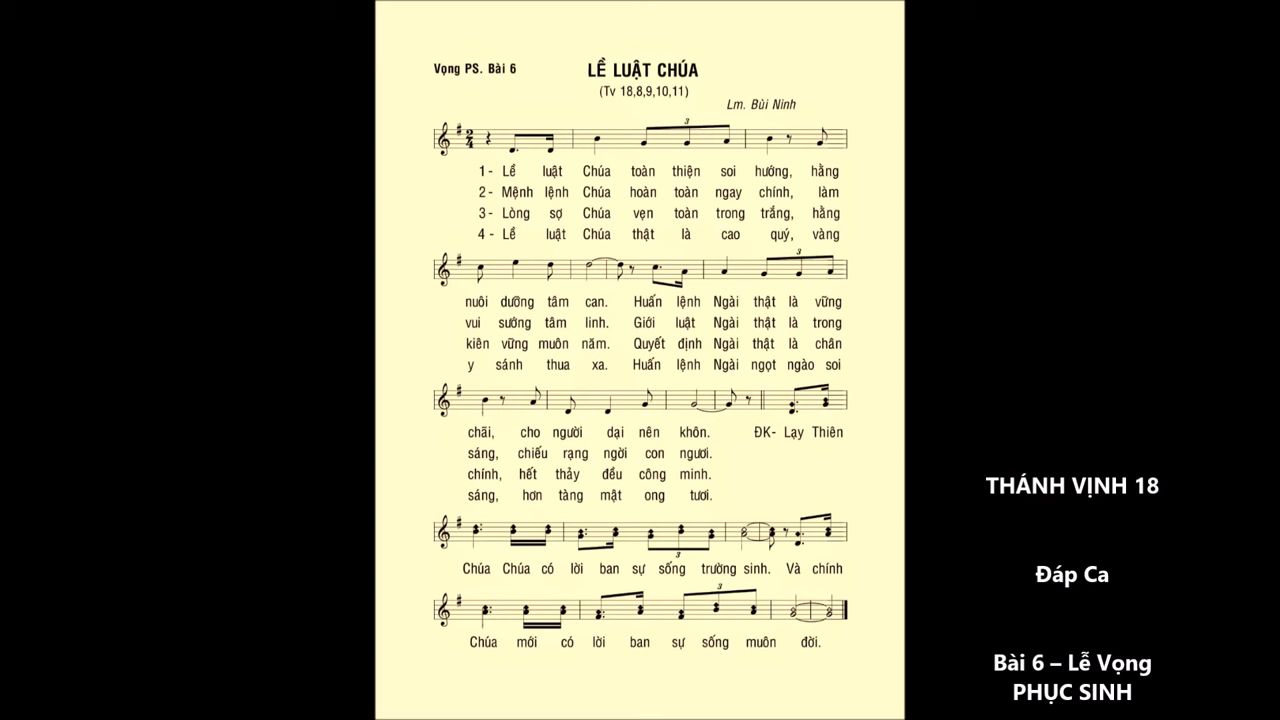 Vọng PS. Bài 6
LỀ LUẬT CHÚA
(Tv 18,8,9,10,11)
Lm. Bùi Ninh
3
2
4
1- Lề luật Chúa toàn thiện soi hướng, hằng
2- Mệnh lệnh Chúa hoàn toàn ngay chính, làm
3- Lòng sợ Chúa vẹn toàn trong trắng, hằng
4- Lề luật Chúa thật là cao quý, vàng
3
nuôi dưỡng tâm can. Huấn lệnh Ngài thật là vững
vui sướng tâm linh. Giới luật Ngài thật là trong
kiên vững muôn năm. Quyết định Ngài thật là chân
y sánh thua xa. Huấn lệnh Ngài ngọt ngào soi
chãi, cho người dại nên khôn. ĐK- Lạy Thiên
sáng, chiếu rạng ngời con ngươi.
chính, hết thảy đều công minh.
sáng, hơn tàng mật ong tươi.
3
Chúa Chúa có lời ban sự sống trường sinh. Và chính
3
Chúa mới có lời ban sự sống muôn đời.
THÁNH VỊNH 18
Đáp Ca
Bài 6 – Lễ Vọng
PHỤC SINH